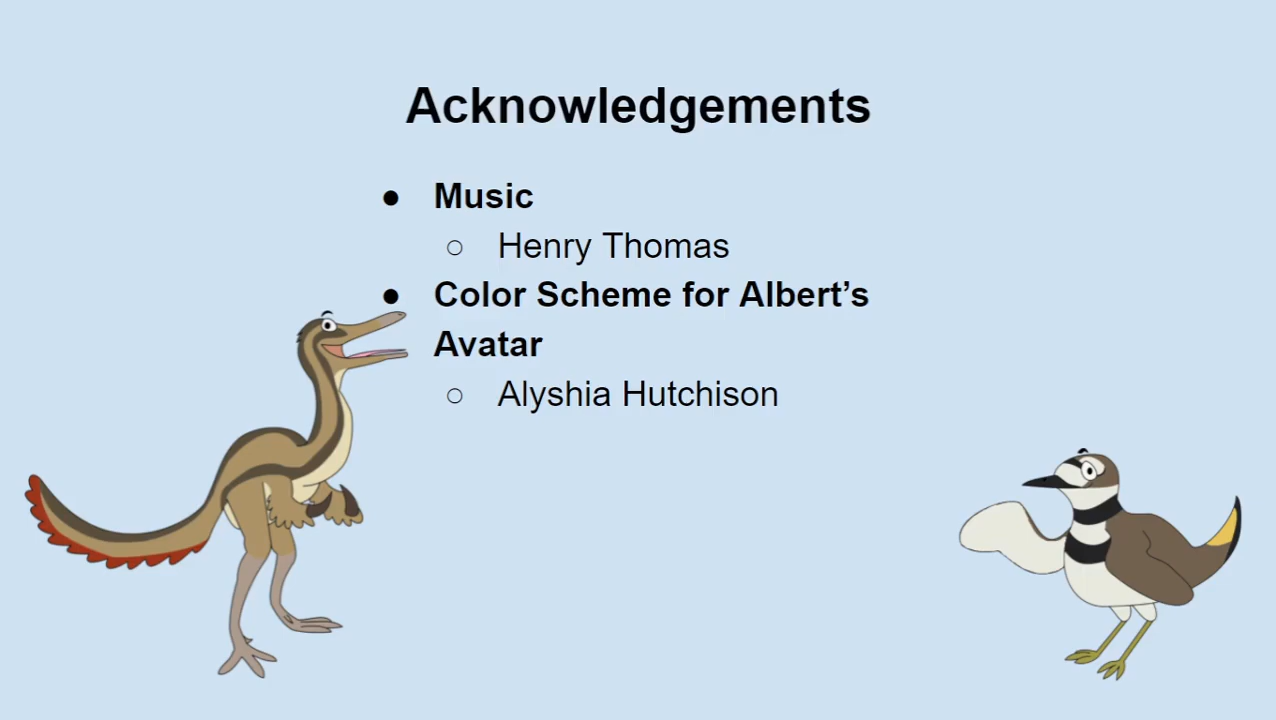 Acknowledgements
● Music
○ Henry Thomas
● Color Scheme for Albert’s
Avatar
○ Alyshia Hutchison